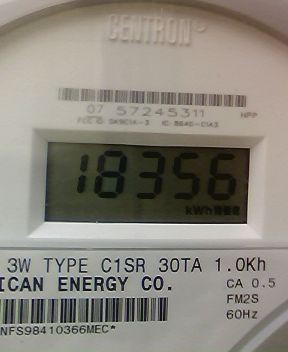 CENTRON
07 57245311 HPP
18356
kWh
3W TYPE C1SR 30TA 1.0Kh
ICAN ENERGY CO. CA 0.5
FM2S
NFS98410366MEC* 60Hz